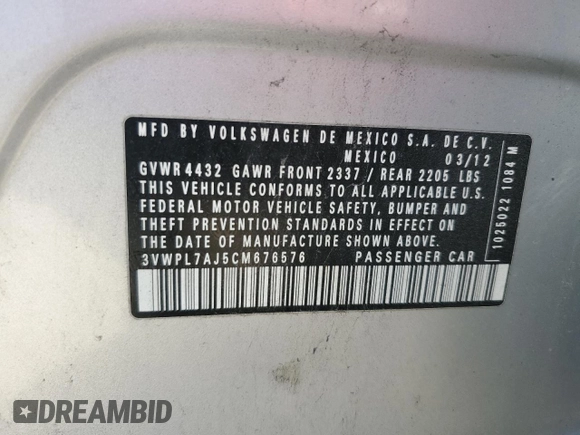 MFD BY VOLKSWAGEN DE MEXICO S.A. DE C.V.
MEXICO 03/12
GVWR 4432 GAWR FRONT 2337 / REAR 2205 LBS
THIS VEHICLE CONFORMS TO ALL APPLICABLE U.S.
FEDERAL MOTOR VEHICLE SAFETY, BUMPER AND
THEFT PREVENTION STANDARDS IN EFFECT ON
THE DATE OF MANUFACTURE SHOWN ABOVE.
3VWPL7AJ5CM676576 PASSENGER CAR
1025022 1084 M
DREAMBID